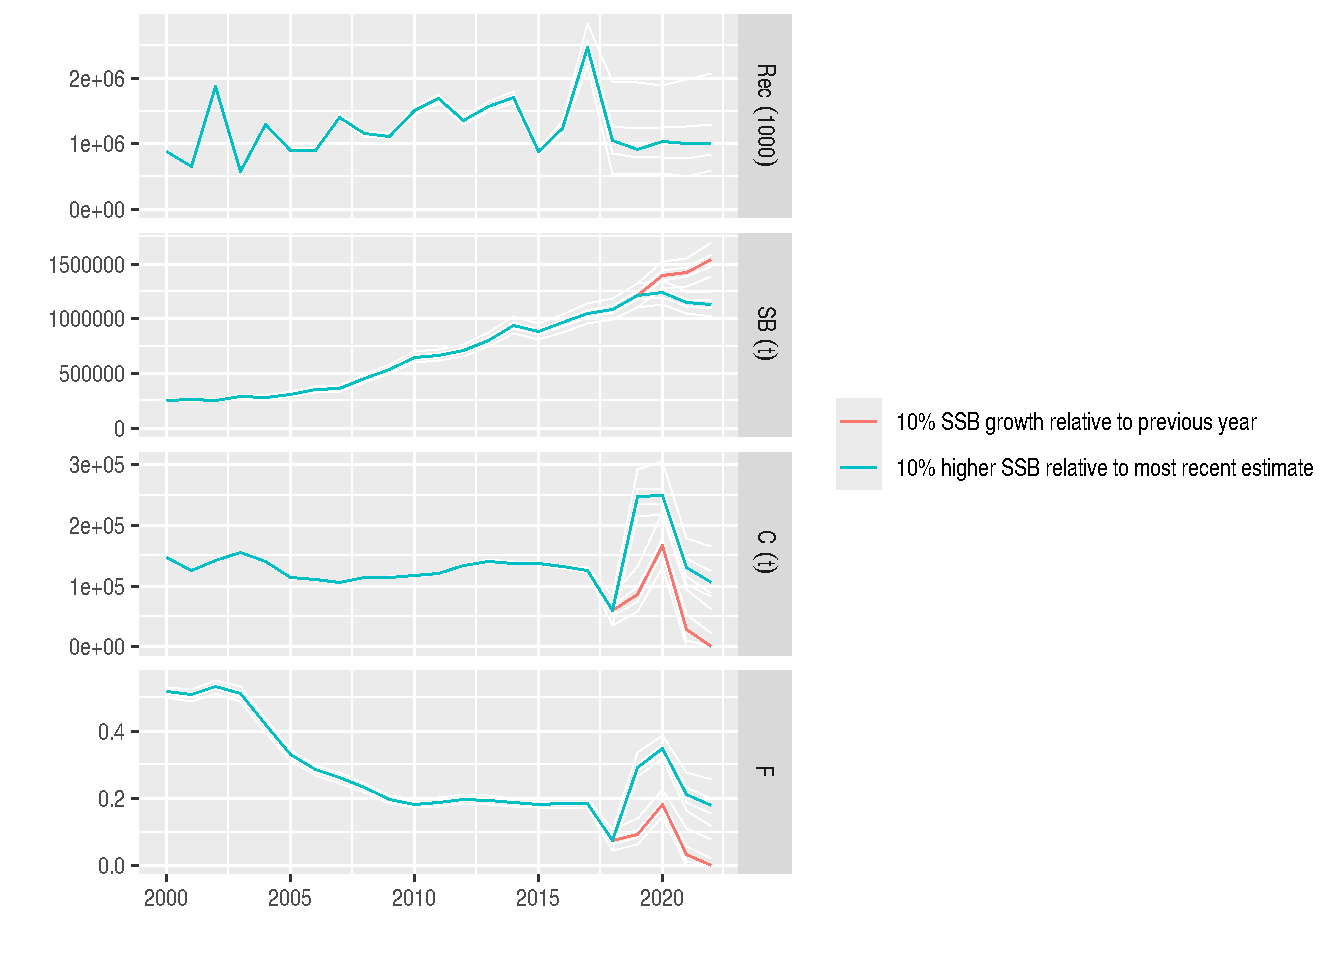 2e+06
1e+06
0e+00
Rec (1000)
1500000
1000000
500000
0
SB (t)
3e+05
2e+05
1e+05
0e+00
C (t)
0.4
0.2
0.0
F
2000 2005 2010 2015 2020
10% SSB growth relative to previous year
10% higher SSB relative to most recent estimate